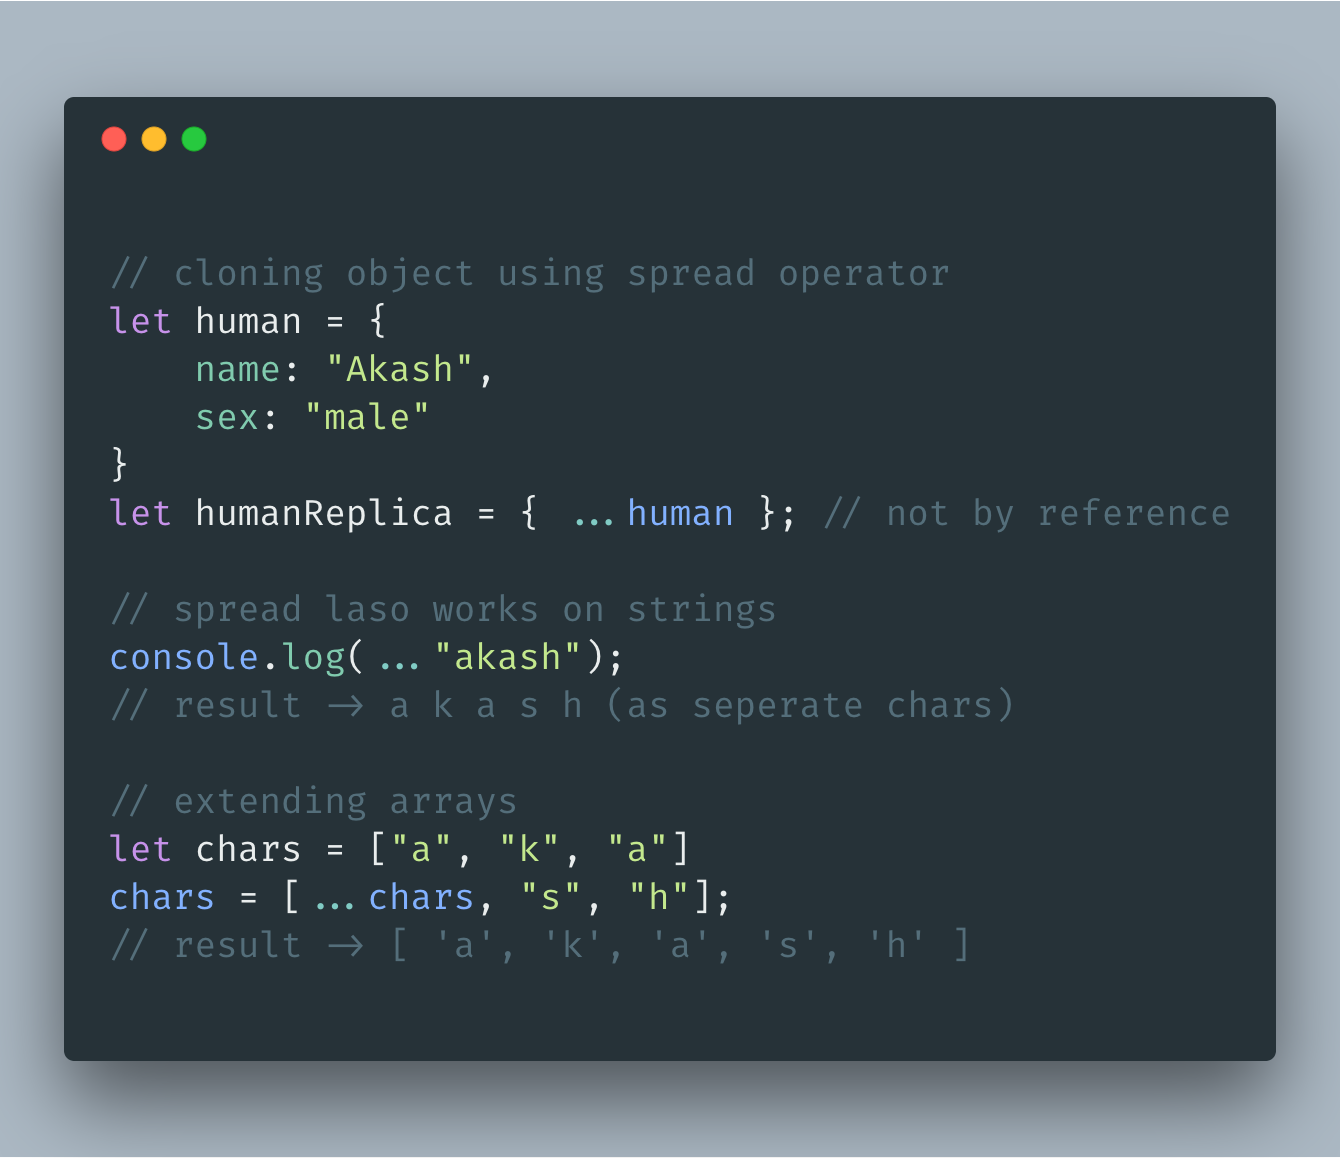 // cloning object using spread operator
let human = {
    name: "Akash",
    sex: "male"
}
let humanReplica = { ...human }; // not by reference

// spread laso works on strings
console.log(..."akash");
// result -> a k a s h (as seperate chars)

// extending arrays
let chars = ["a", "k", "a"]
chars = [...chars, "s", "h"];
// result -> [ 'a', 'k', 'a', 's', 'h' ]